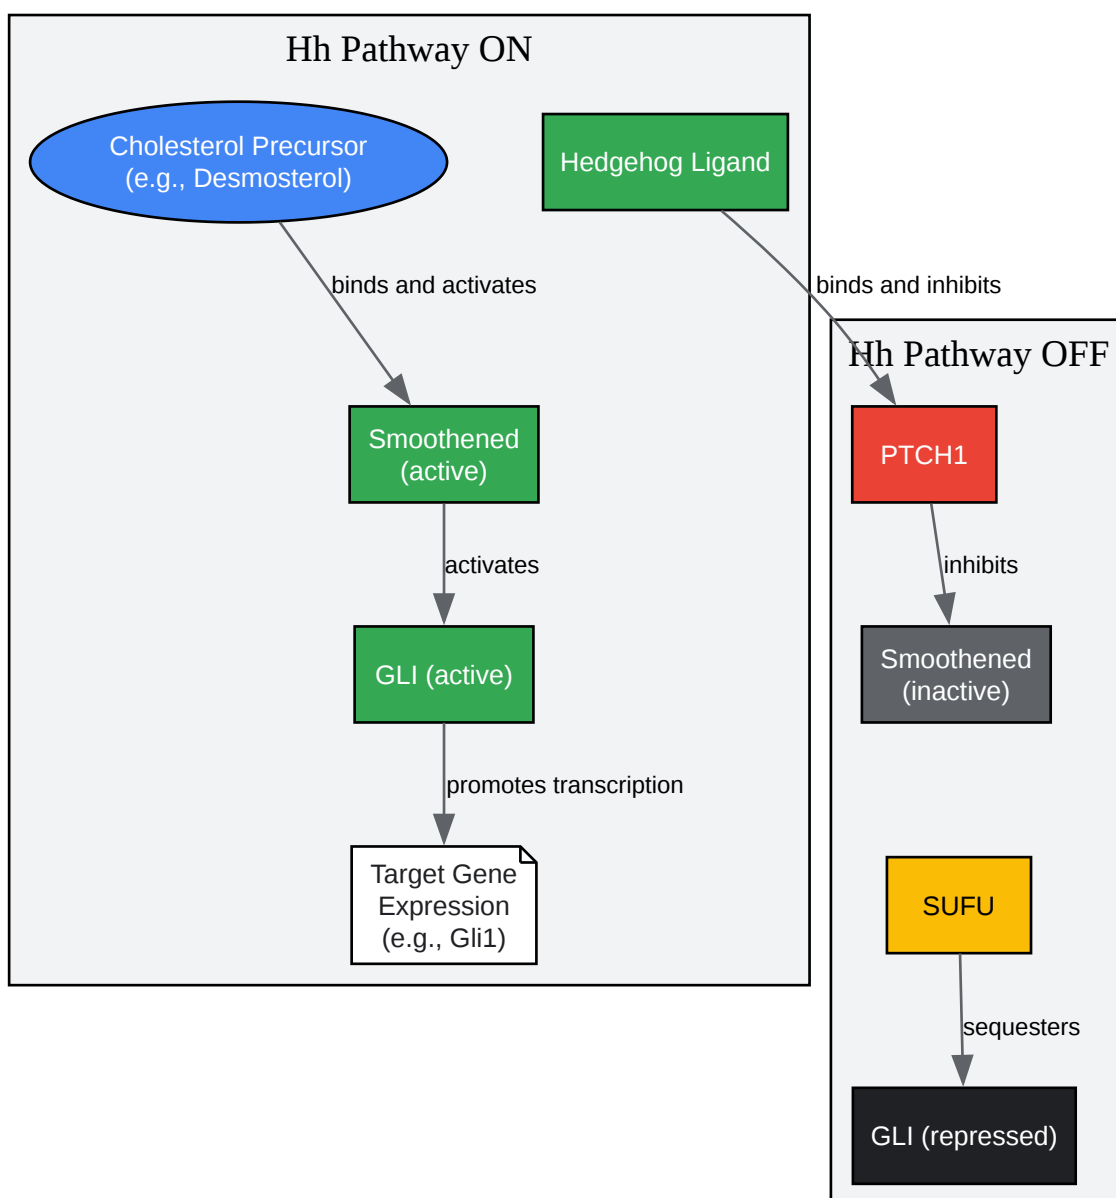 Hh Pathway ON
Cholesterol Precursor
(e.g., Desmosterol)
Hedgehog Ligand
binds and activates
binds and inhibits
Hh Pathway OFF
Smoothened
(active)
PTCH1
activates
inhibits
GLI (active)
Smoothened
(inactive)
promotes transcription
Target Gene
Expression
(e.g., Gli1)
SUFU
sequesters
GLI (repressed)